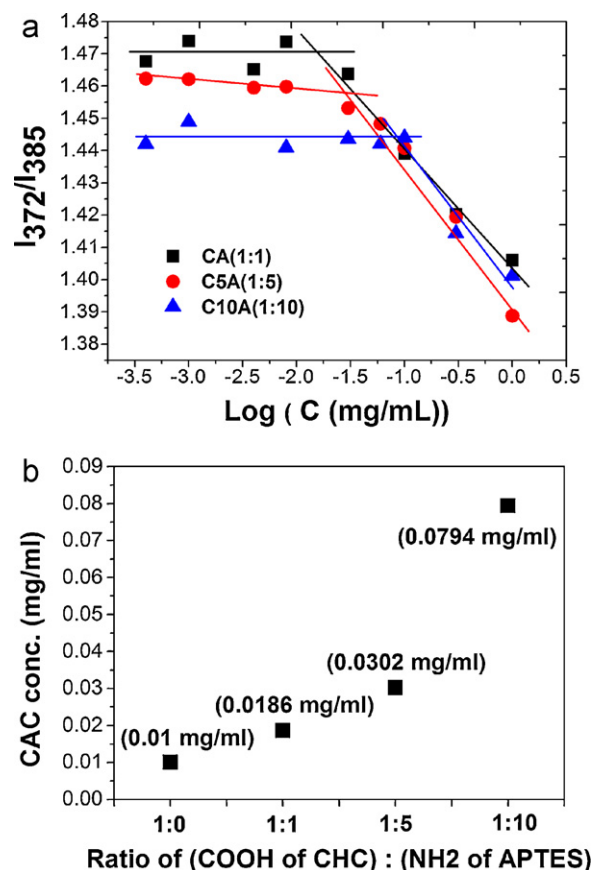 a
1.48
1.47
1.46
1.45
1.44
1.43
1.42
1.41
1.40
1.39
1.38
I372/I385
CA(1:1)
C5A(1:5)
C10A(1:10)
-3.5 -3.0 -2.5 -2.0 -1.5 -1.0 -0.5 0.0 0.5
Log ( C (mg/mL))
b
0.09
0.08
0.07
0.06
0.05
0.04
0.03
0.02
0.01
0.00
CAC conc. (mg/ml)
(0.0794 mg/ml)
(0.0302 mg/ml)
(0.0186 mg/ml)
(0.01 mg/ml)
1:0 1:1 1:5 1:10
Ratio of (COOH of CHC) : (NH2 of APTES)